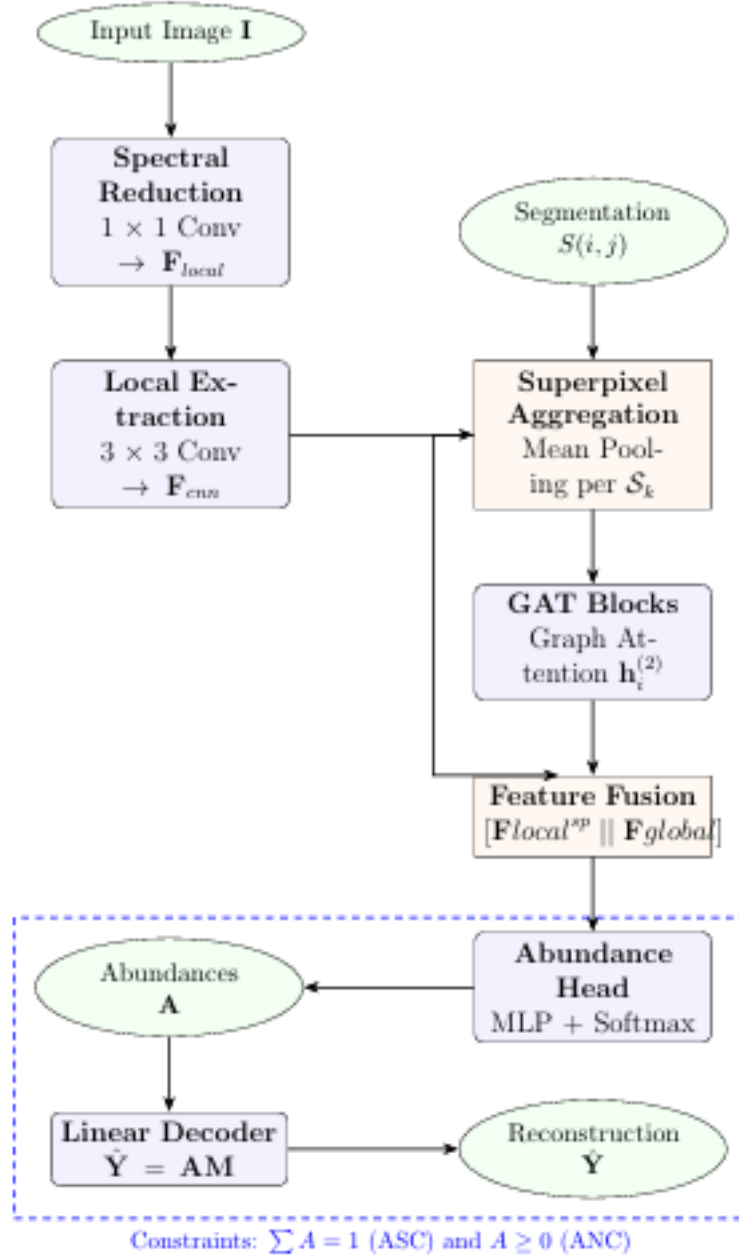 Input Image I
Spectral
Reduction
1 × 1 Conv
→ F_local
Segmentation
S(i, j)
Local Ex-
traction
3 × 3 Conv
→ F_cnn
Superpixel
Aggregation
Mean Pool-
ing per 𝒮_k
GAT Blocks
Graph At-
tention h_i^(2)
Feature Fusion
[Flocal^sp || Fglobal]
Abundance
Head
MLP + Softmax
Abundances
A
Linear Decoder
Ŷ = AM
Reconstruction
Ŷ
Constraints: ∑ A = 1 (ASC) and A ≥ 0 (ANC)